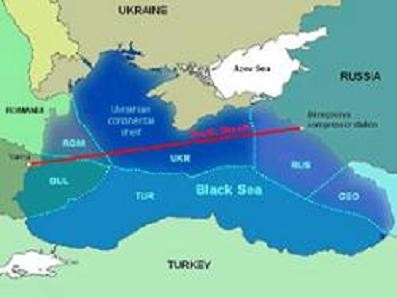 UKRAINE
Azov Sea
RUSSIA
ROMANIA
Ukrainian
continental
shelf
Beregovaya
compressor station
South Stream
ROM
Varna
UKR
RUS
BUL
TUR
Black Sea
GEO
TURKEY